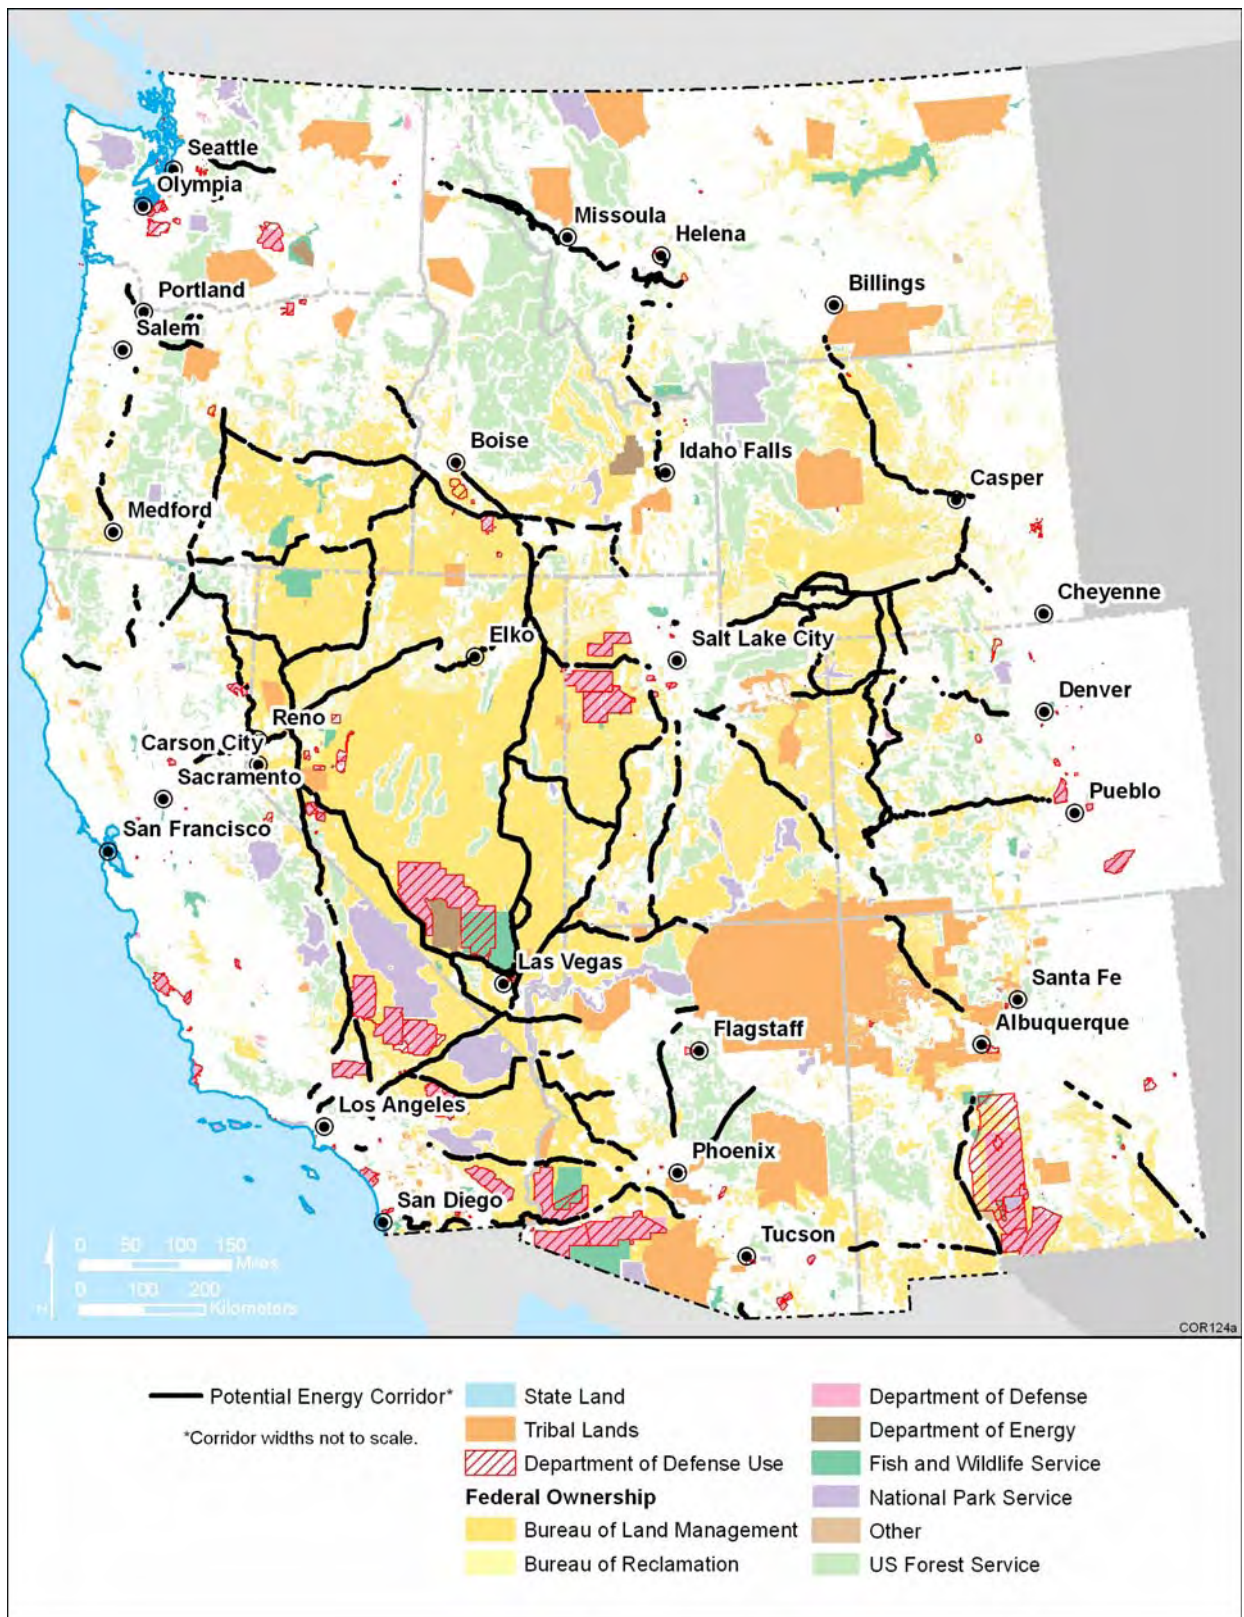 Seattle
Olympia
Missoula
Helena
Portland
Billings
Salem
Boise
Idaho Falls
Casper
Medford
Cheyenne
Elko
Salt Lake City
Denver
Reno
Carson City
Sacramento
Pueblo
San Francisco
Las Vegas
Santa Fe
Flagstaff
Albuquerque
Los Angeles
Phoenix
San Diego
Tucson
0 50 100 150
Miles
0 100 200
Kilometers
N
COR124a
Potential Energy Corridor*
*Corridor widths not to scale.
State Land
Tribal Lands
Department of Defense Use
Federal Ownership
Bureau of Land Management
Bureau of Reclamation
Department of Defense
Department of Energy
Fish and Wildlife Service
National Park Service
Other
US Forest Service